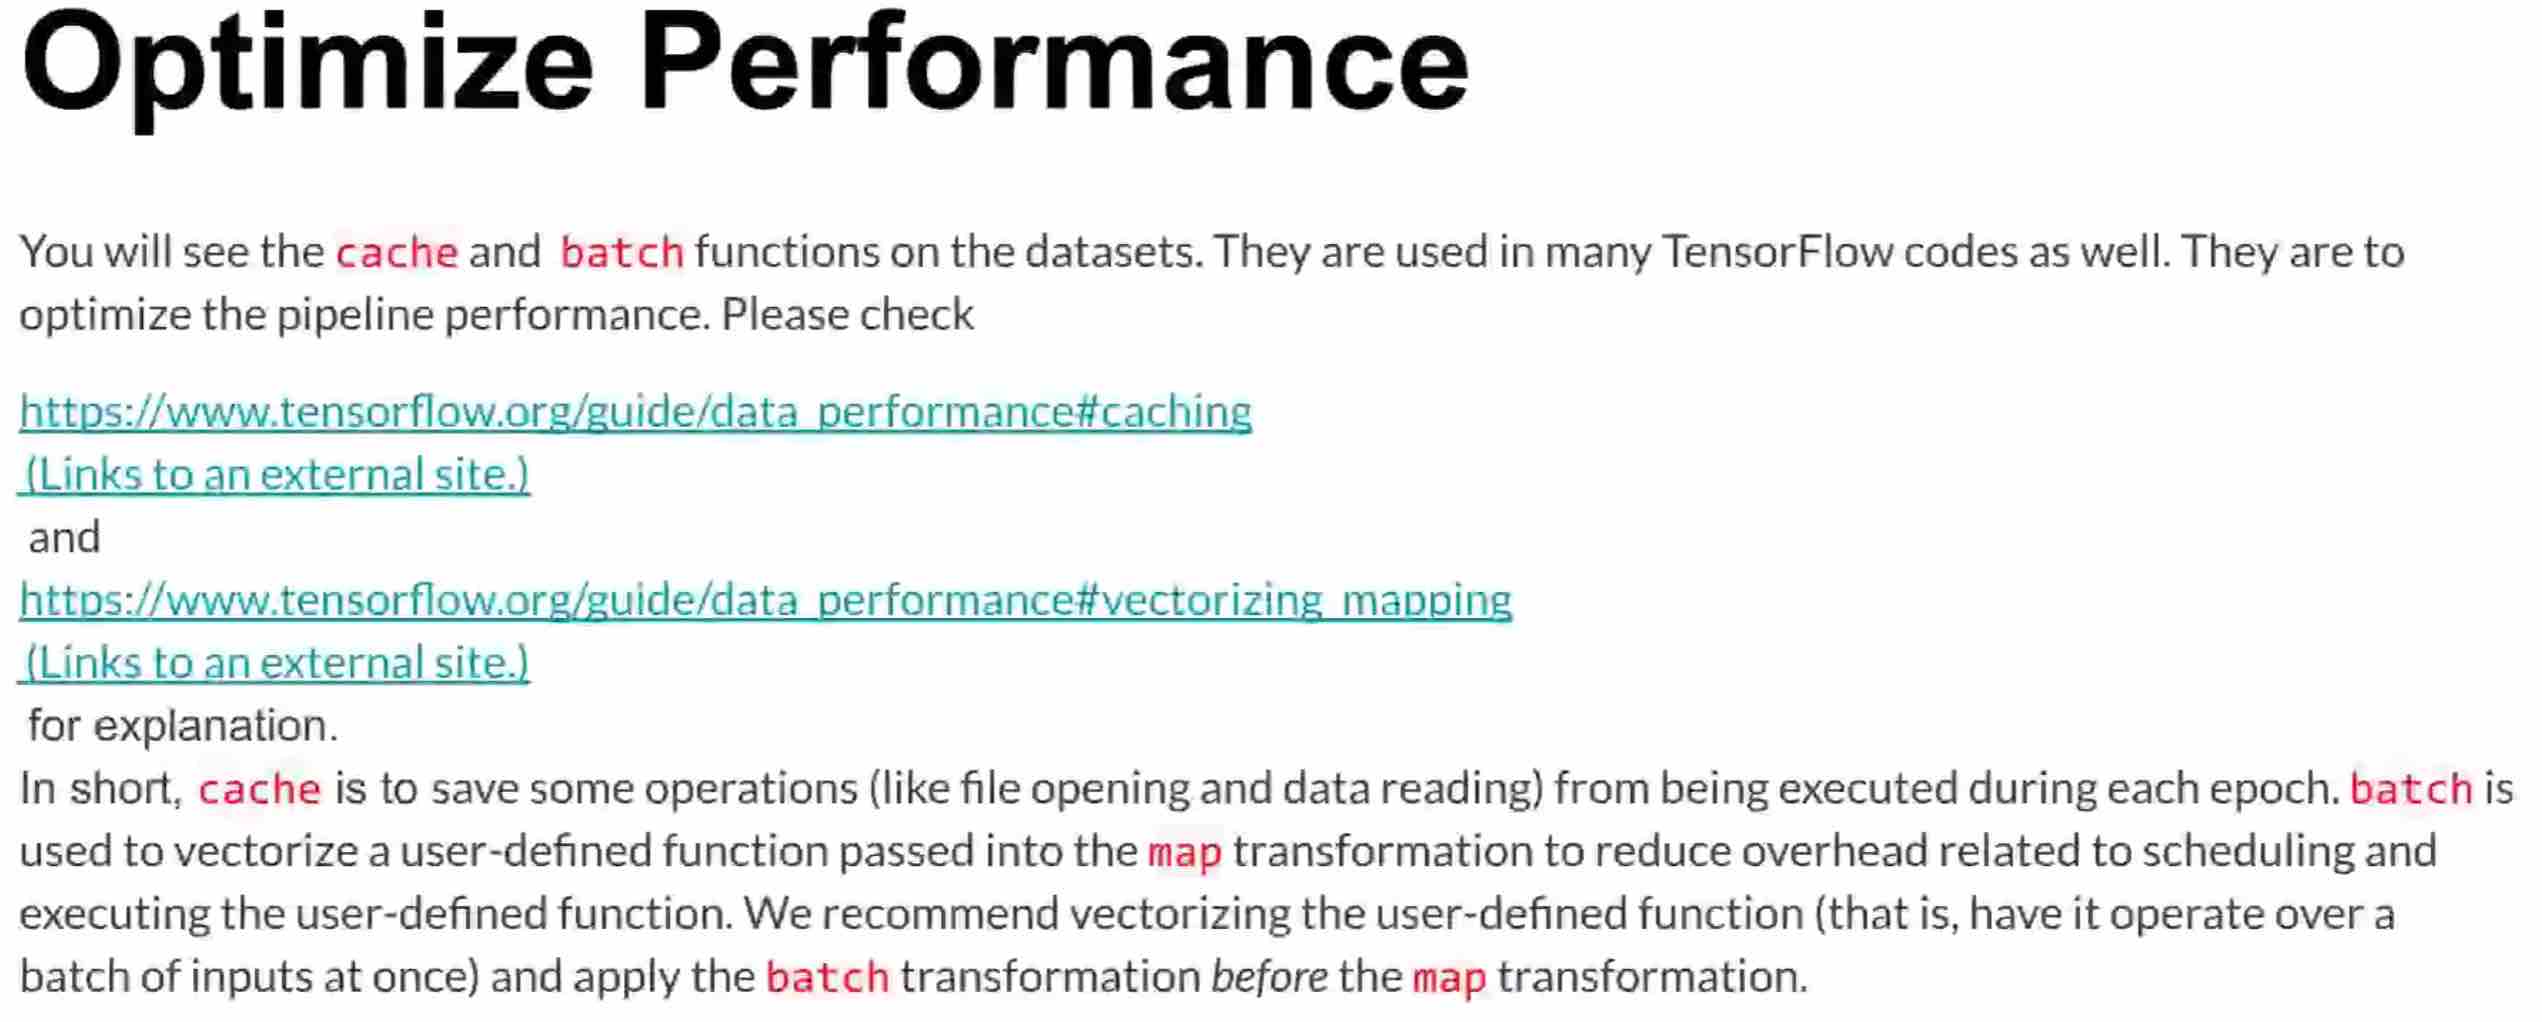 Optimize Performance
You will see the cache and batch functions on the datasets. They are used in many TensorFlow codes as well. They are to
optimize the pipeline performance. Please check
https://www.tensorflow.org/guide/data_performance#caching
(Links to an external site.)
and
https://www.tensorflow.org/guide/data_performance#vectorizing_mapping
(Links to an external site.)
for explanation.
In short, cache is to save some operations (like file opening and data reading) from being executed during each epoch. batch is
used to vectorize a user-defined function passed into the map transformation to reduce overhead related to scheduling and
executing the user-defined function. We recommend vectorizing the user-defined function (that is, have it operate over a
batch of inputs at once) and apply the batch transformation before the map transformation.